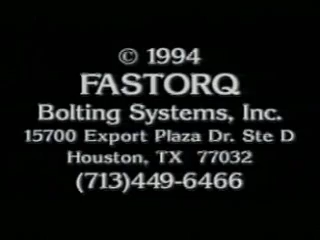 © 1994
FASTORQ
Bolting Systems, Inc.
15700 Export Plaza Dr. Ste D
Houston, TX 77032
(713)449-6466